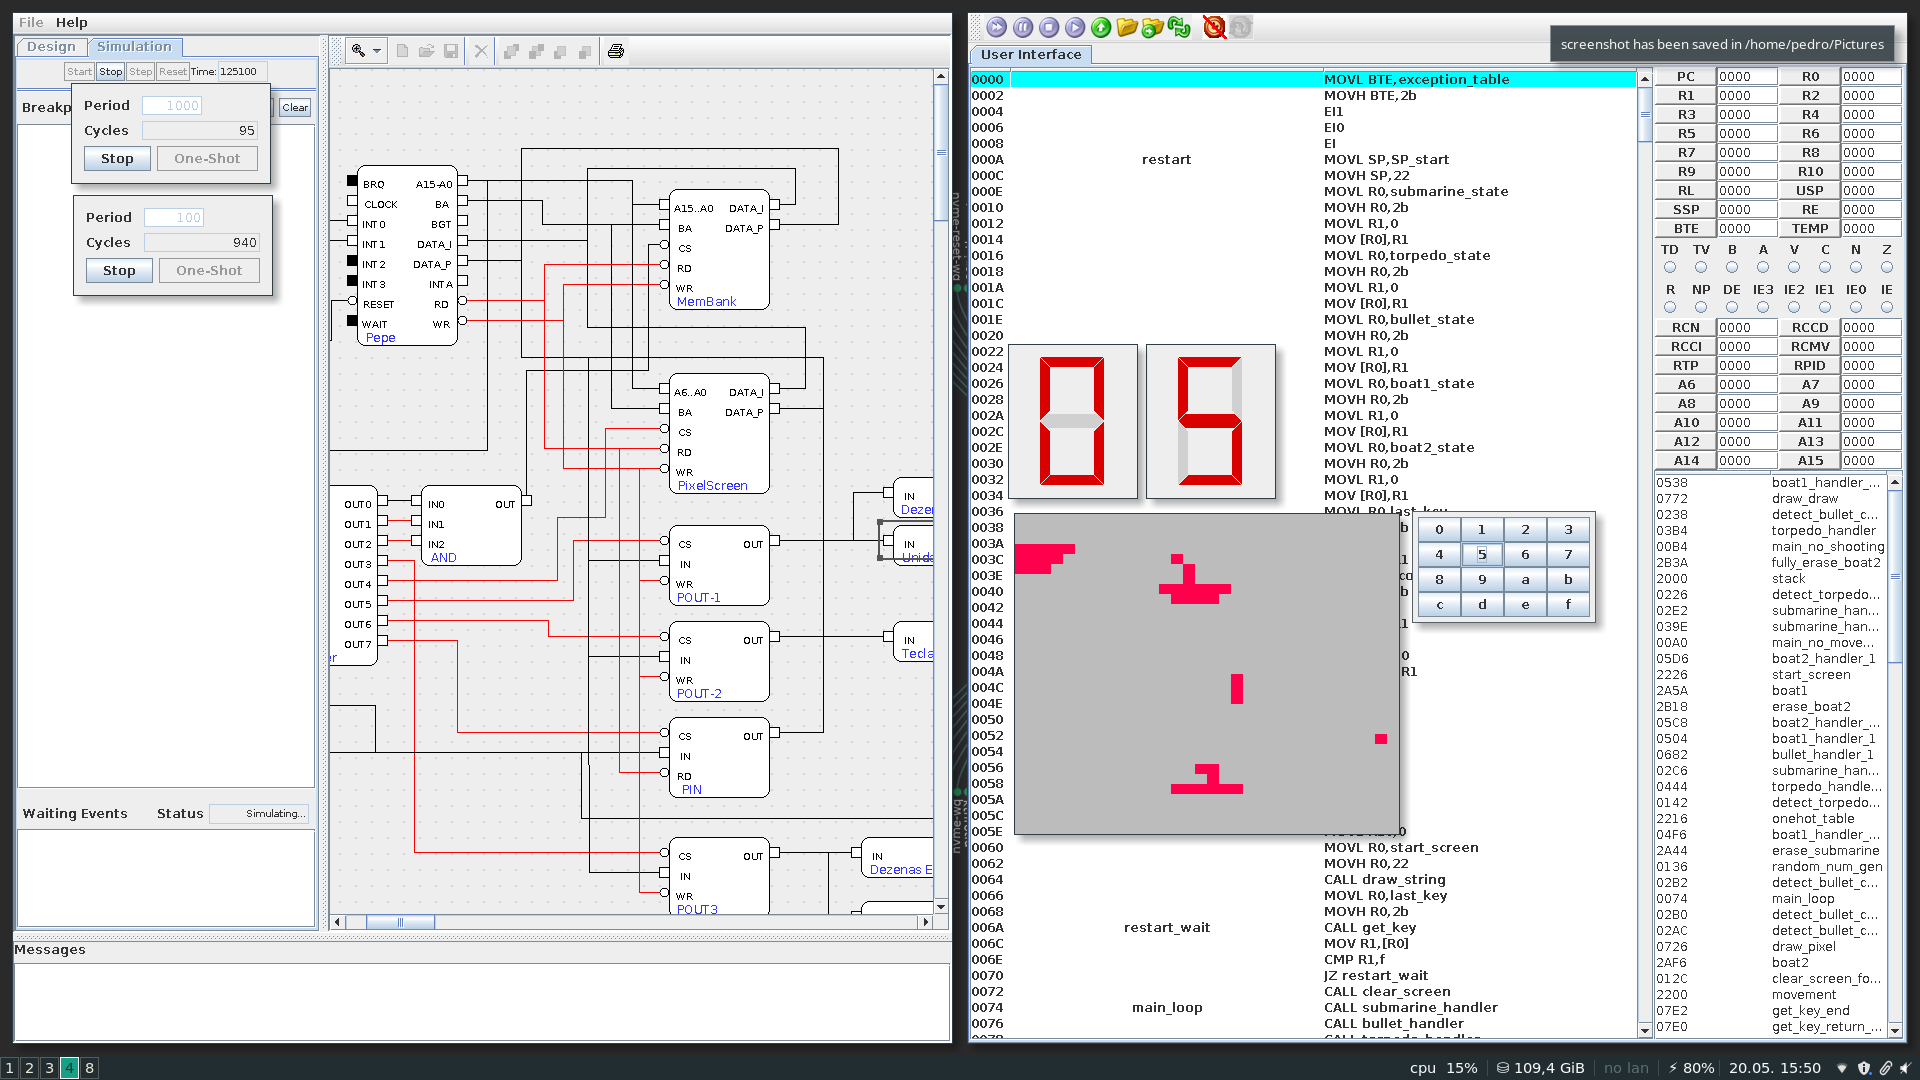 File Help
Design Simulation
Start Stop Step Reset Time: 125100
Breakp
Clear
Period 1000
Cycles 95
Stop One-Shot
Period 100
Cycles 940
Stop One-Shot
Waiting Events Status Simulating...
Messages
BRQ A15-A0
CLOCK BA
INT0 BGT
INT1 DATA_I
INT2 DATA_P
INT3 INTA
RESET RD
WAIT WR
Pepe
A15..A0 DATA_I
BA DATA_P
CS
RD
WR
MemBank
A6..A0 DATA_I
BA DATA_P
CS
RD
WR
PixelScreen
OUT0
OUT1
OUT2
OUT3
OUT4
OUT5
OUT6
OUT7
er
IN0 OUT
IN1
IN2
AND
CS OUT
IN
WR
POUT-1
CS OUT
IN
WR
POUT-2
CS OUT
IN
RD
PIN
CS OUT
IN
WR
POUT3
IN
Dezer
IN
Unida
IN
Tecla
IN
Dezenas E
nvme-reset-wq
nvme-wq
User Interface
screenshot has been saved in /home/pedro/Pictures
0000 MOVL BTE,exception_table
0002 MOVH BTE,2b
0004 EI1
0006 EI0
0008 EI
000A restart MOVL SP,SP_start
000C MOVH SP,22
000E MOVL R0,submarine_state
0010 MOVH R0,2b
0012 MOVL R1,0
0014 MOV [R0],R1
0016 MOVL R0,torpedo_state
0018 MOVH R0,2b
001A MOVL R1,0
001C MOV [R0],R1
001E MOVL R0,bullet_state
0020 MOVH R0,2b
0022 MOVL R1,0
0024 MOV [R0],R1
0026 MOVL R0,boat1_state
0028 MOVH R0,2b
002A MOVL R1,0
002C MOV [R0],R1
002E MOVL R0,boat2_state
0030 MOVH R0,2b
0032 MOVL R1,0
0034 MOV [R0],R1
0036 MOVL R0,last_key
0038 b
003A
003C 1
003E co
0040 b
0042
0044 1
0046
0048 0
004A R1
004C
004E
0050
0052
0054
0056
0058
005A
005C
005E 0
0060 MOVL R0,start_screen
0062 MOVH R0,22
0064 CALL draw_string
0066 MOVL R0,last_key
0068 MOVH R0,2b
006A restart_wait CALL get_key
006C MOV R1,[R0]
006E CMP R1,f
0070 JZ restart_wait
0072 CALL clear_screen
0074 main_loop CALL submarine_handler
0076 CALL bullet_handler
05
0 1 2 3
4 5 6 7
8 9 a b
c d e f
PC 0000 R0 0000
R1 0000 R2 0000
R3 0000 R4 0000
R5 0000 R6 0000
R7 0000 R8 0000
R9 0000 R10 0000
RL 0000 USP 0000
SSP 0000 RE 0000
BTE 0000 TEMP 0000
TD TV B A V C N Z
R NP DE IE3 IE2 IE1 IE0 IE
RCN 0000 RCCD 0000
RCCI 0000 RCMV 0000
RTP 0000 RPID 0000
A6 0000 A7 0000
A8 0000 A9 0000
A10 0000 A11 0000
A12 0000 A13 0000
A14 0000 A15 0000
0538 boat1_handler_...
0772 draw_draw
0238 detect_bullet_c...
03B4 torpedo_handler
00B4 main_no_shooting
2B3A fully_erase_boat2
2000 stack
0226 detect_torpedo...
02E2 submarine_han...
039E submarine_han...
00A0 main_no_move...
05D6 boat2_handler_1
2226 start_screen
2A5A boat1
2B18 erase_boat2
05C8 boat2_handler_...
0504 boat1_handler_1
0682 bullet_handler_1
02C6 submarine_han...
0444 torpedo_handle...
0142 detect_torpedo...
2216 onehot_table
04F6 boat1_handler_...
2A44 erase_submarine
0136 random_num_gen
02B2 detect_bullet_c...
0074 main_loop
02B0 detect_bullet_c...
02AC detect_bullet_c...
0726 draw_pixel
2AF6 boat2
012C clear_screen_fo...
2200 movement
07E2 get_key_end
07E0 get_key_return_...
1 2 3 4 8
cpu 15% 109,4 GiB no lan 80% 20.05. 15:50